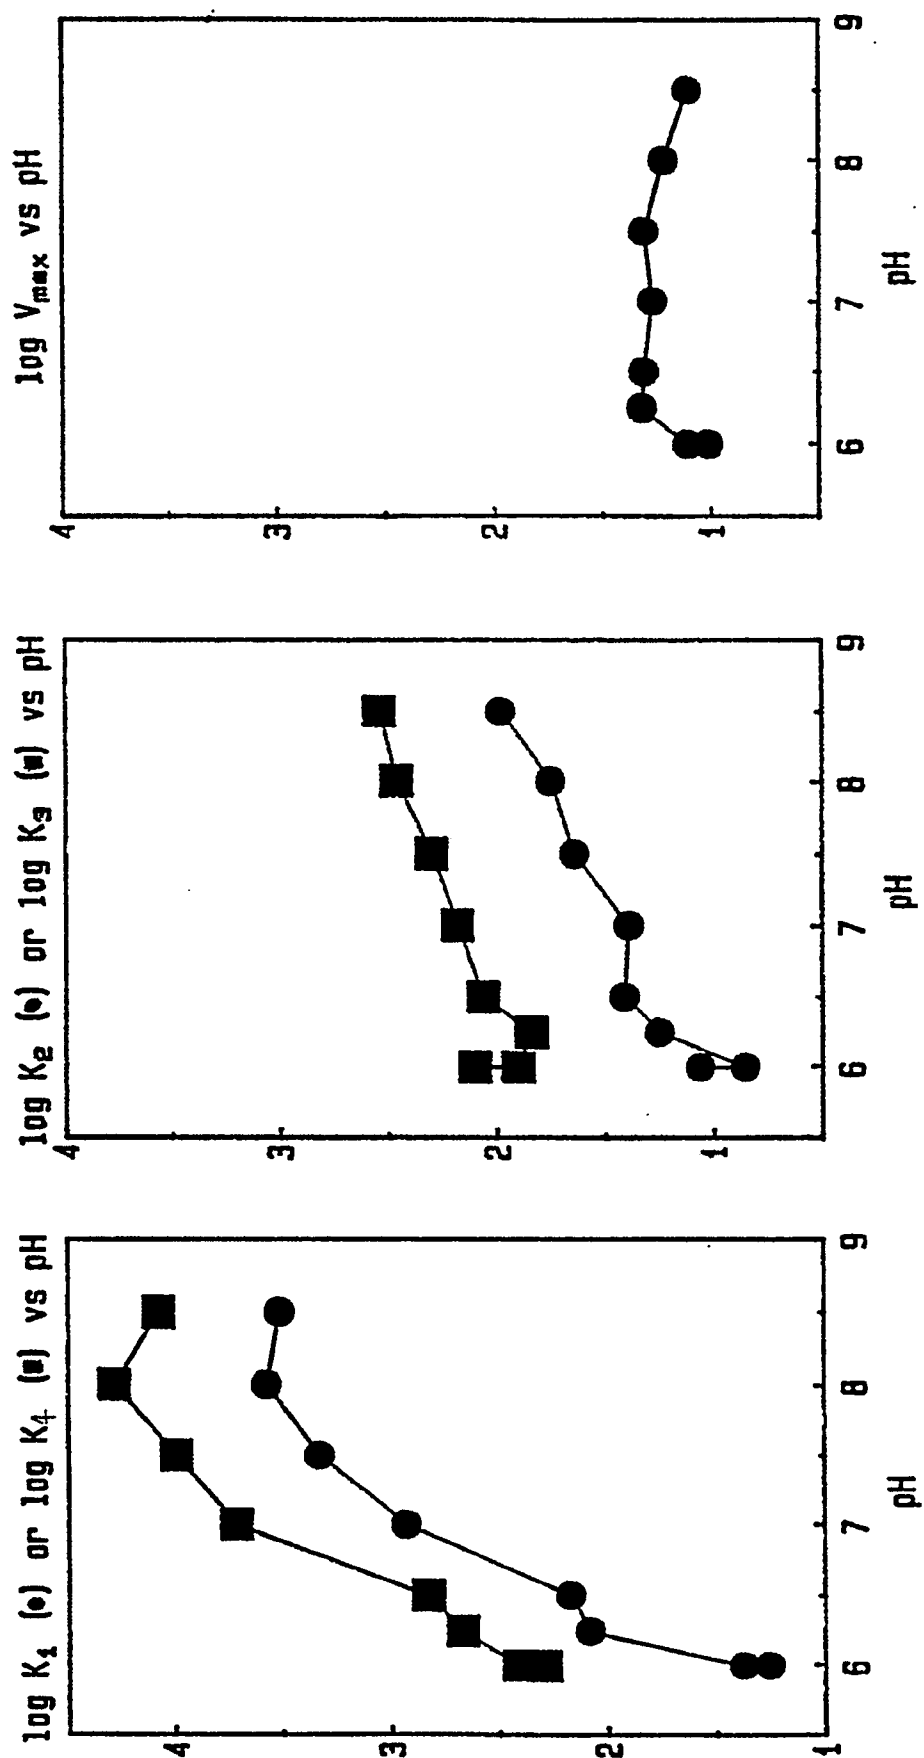 log K₁ (●) or log K₄ (■) vs pH
4
3
2
1
6 7 8 9
pH
log K₂ (●) or log K₃ (■) vs pH
4
3
2
1
6 7 8 9
pH
log Vmax vs pH
4
3
2
1
6 7 8 9
pH